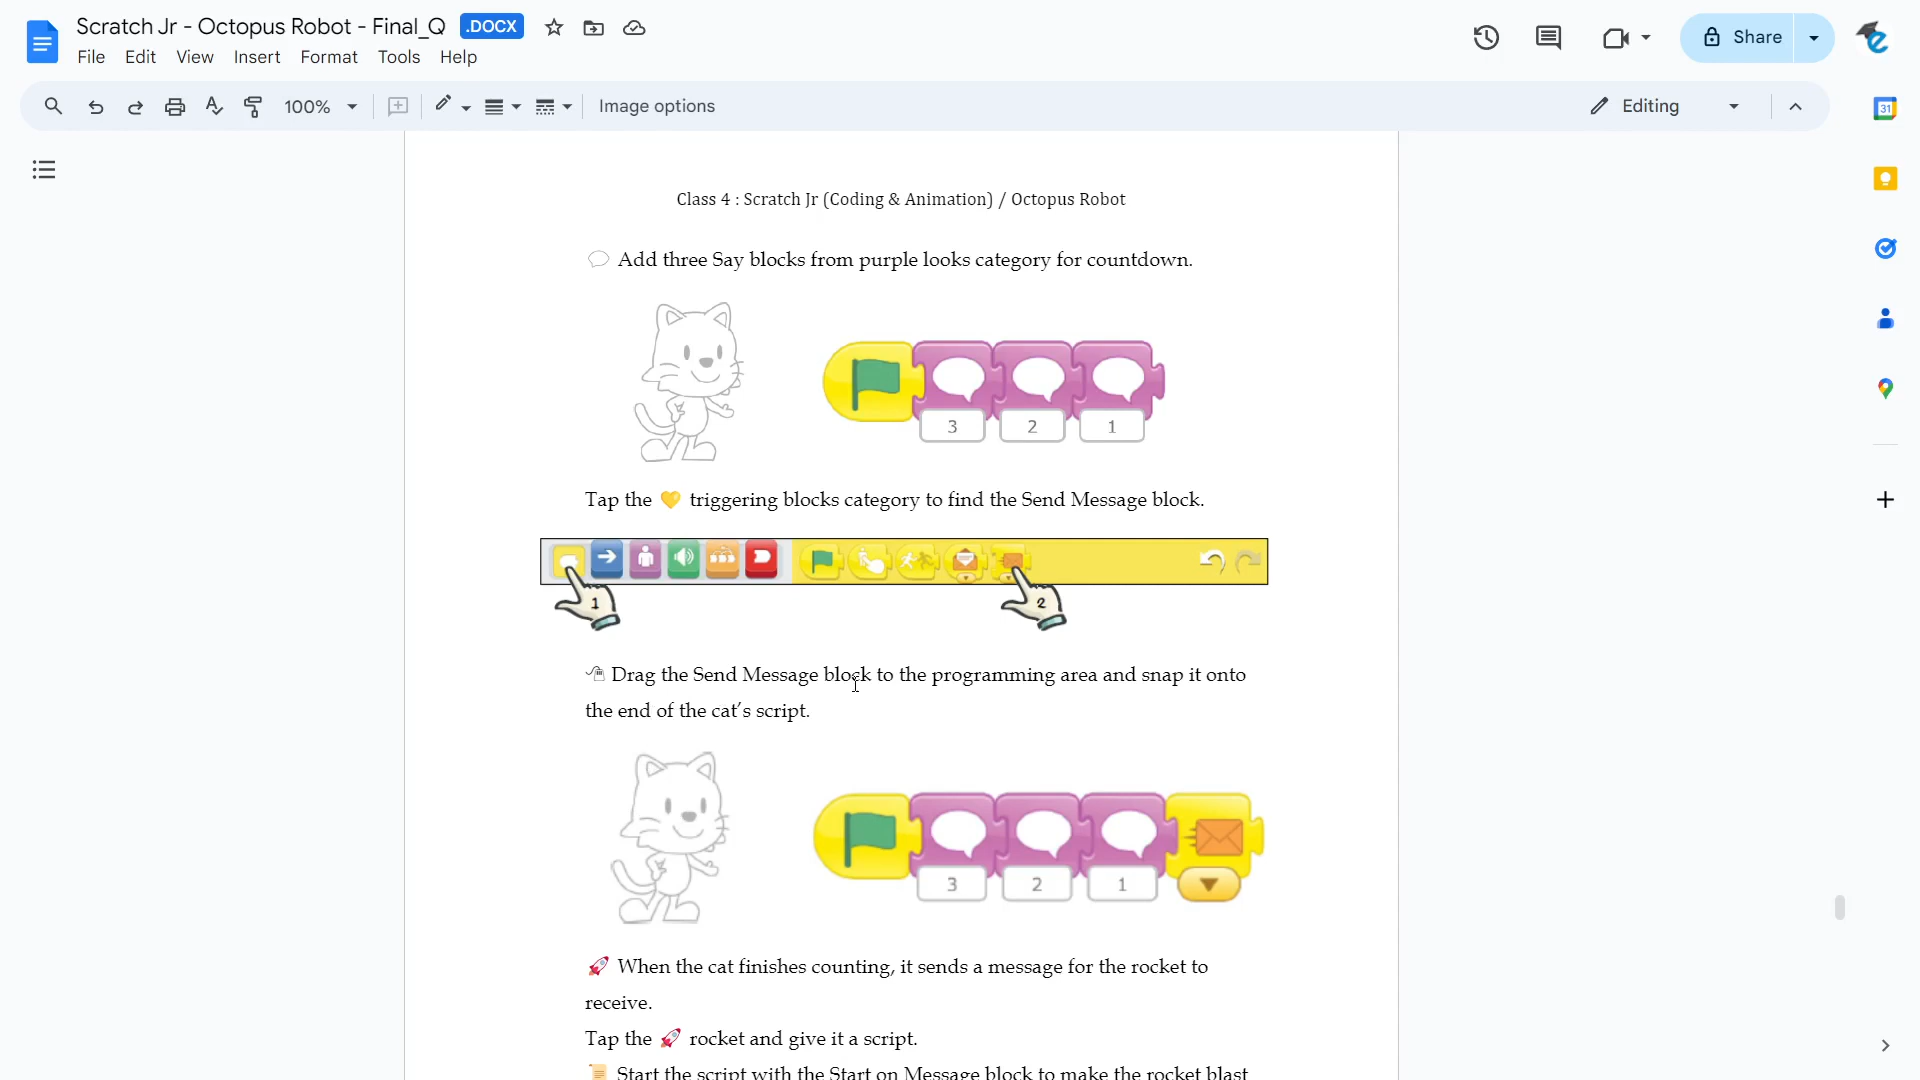 Scratch Jr - Octopus Robot - Final_Q .DOCX
File Edit View Insert Format Tools Help
Share
100%
Image options
Editing
31
Class 4 : Scratch Jr (Coding & Animation) / Octopus Robot
Add three Say blocks from purple looks category for countdown.
3 2 1
Tap the 💛 triggering blocks category to find the Send Message block.
1 2
Drag the Send Message block to the programming area and snap it onto
the end of the cat's script.
3 2 1
🚀 When the cat finishes counting, it sends a message for the rocket to
receive.
Tap the 🚀 rocket and give it a script.
📜 Start the script with the Start on Message block to make the rocket blast